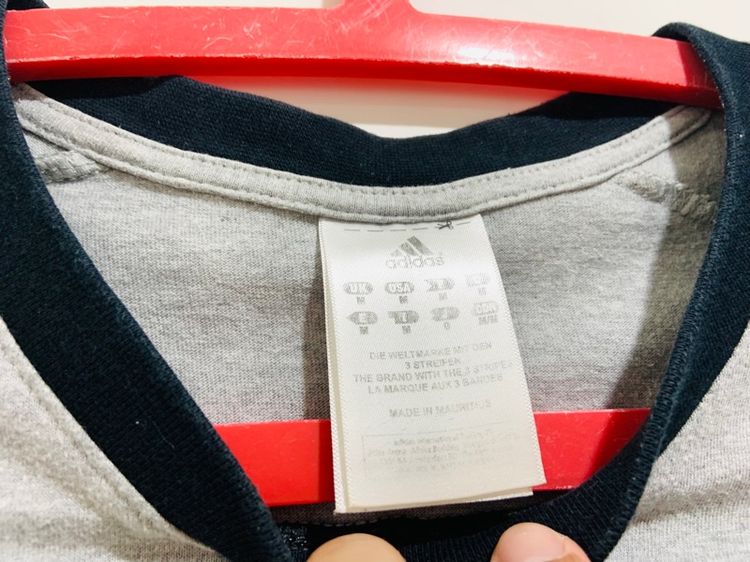 adidas
UK USA
M M M M
E I J CDN
M M O M/M
DIE WELTMARKE MIT DEN
3 STREIFEN
THE BRAND WITH THE 3 STRIPES
LA MARQUE AUX 3 BANDES
MADE IN MAURITIUS